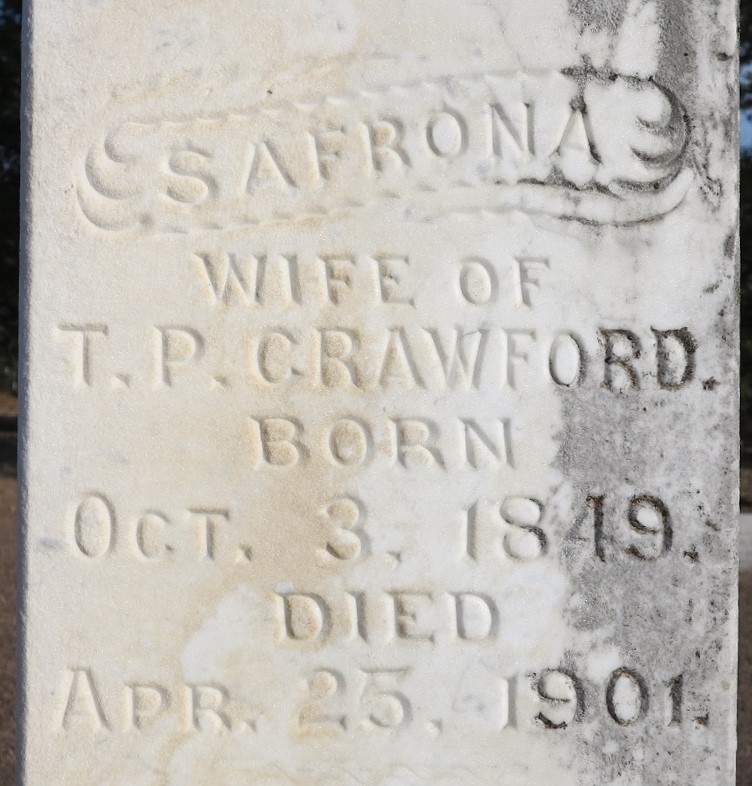 SAFRONA
WIFE OF
T. P. CRAWFORD.
BORN
OCT. 3, 1849.
DIED
APR. 25, 1901.